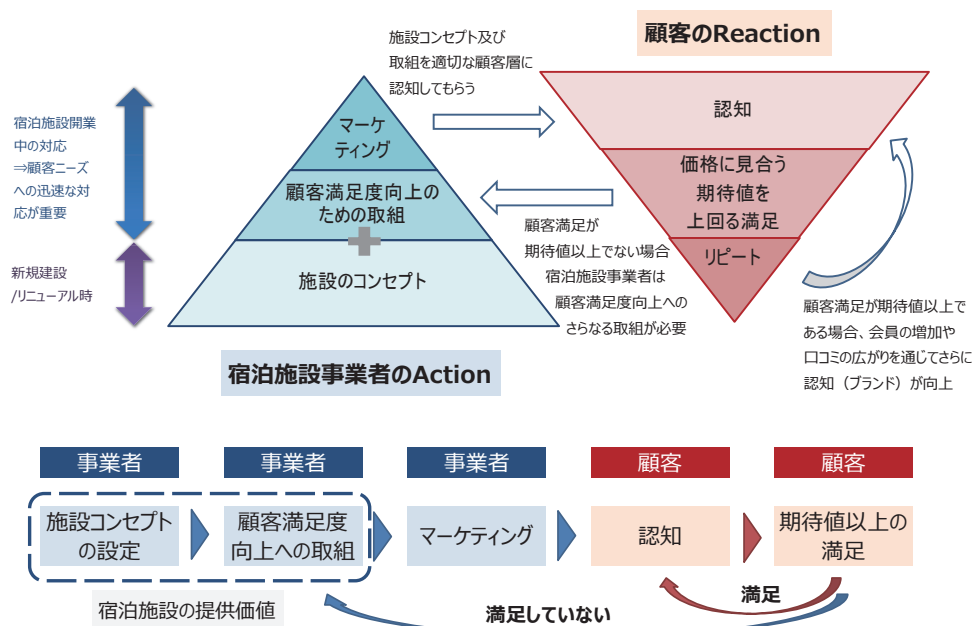 顧客のReaction
施設コンセプト及び
取組を適切な顧客層に
認知してもらう
宿泊施設開業
中の対応
⇒顧客ニーズ
への迅速な対
応が重要
新規建設
/リニューアル時
マーケ
ティング
顧客満足度向上の
ための取組
施設のコンセプト
認知
価格に見合う
期待値を
上回る満足
リピート
顧客満足が
期待値以上でない場合
宿泊施設事業者は
顧客満足度向上への
さらなる取組が必要
顧客満足が期待値以上で
ある場合、会員の増加や
口コミの広がりを通じてさらに
認知（ブランド）が向上
宿泊施設事業者のAction
事業者
事業者
事業者
顧客
顧客
施設コンセプト
の設定
顧客満足度
向上への取組
マーケティング
認知
期待値以上の
満足
宿泊施設の提供価値
満足していない
満足